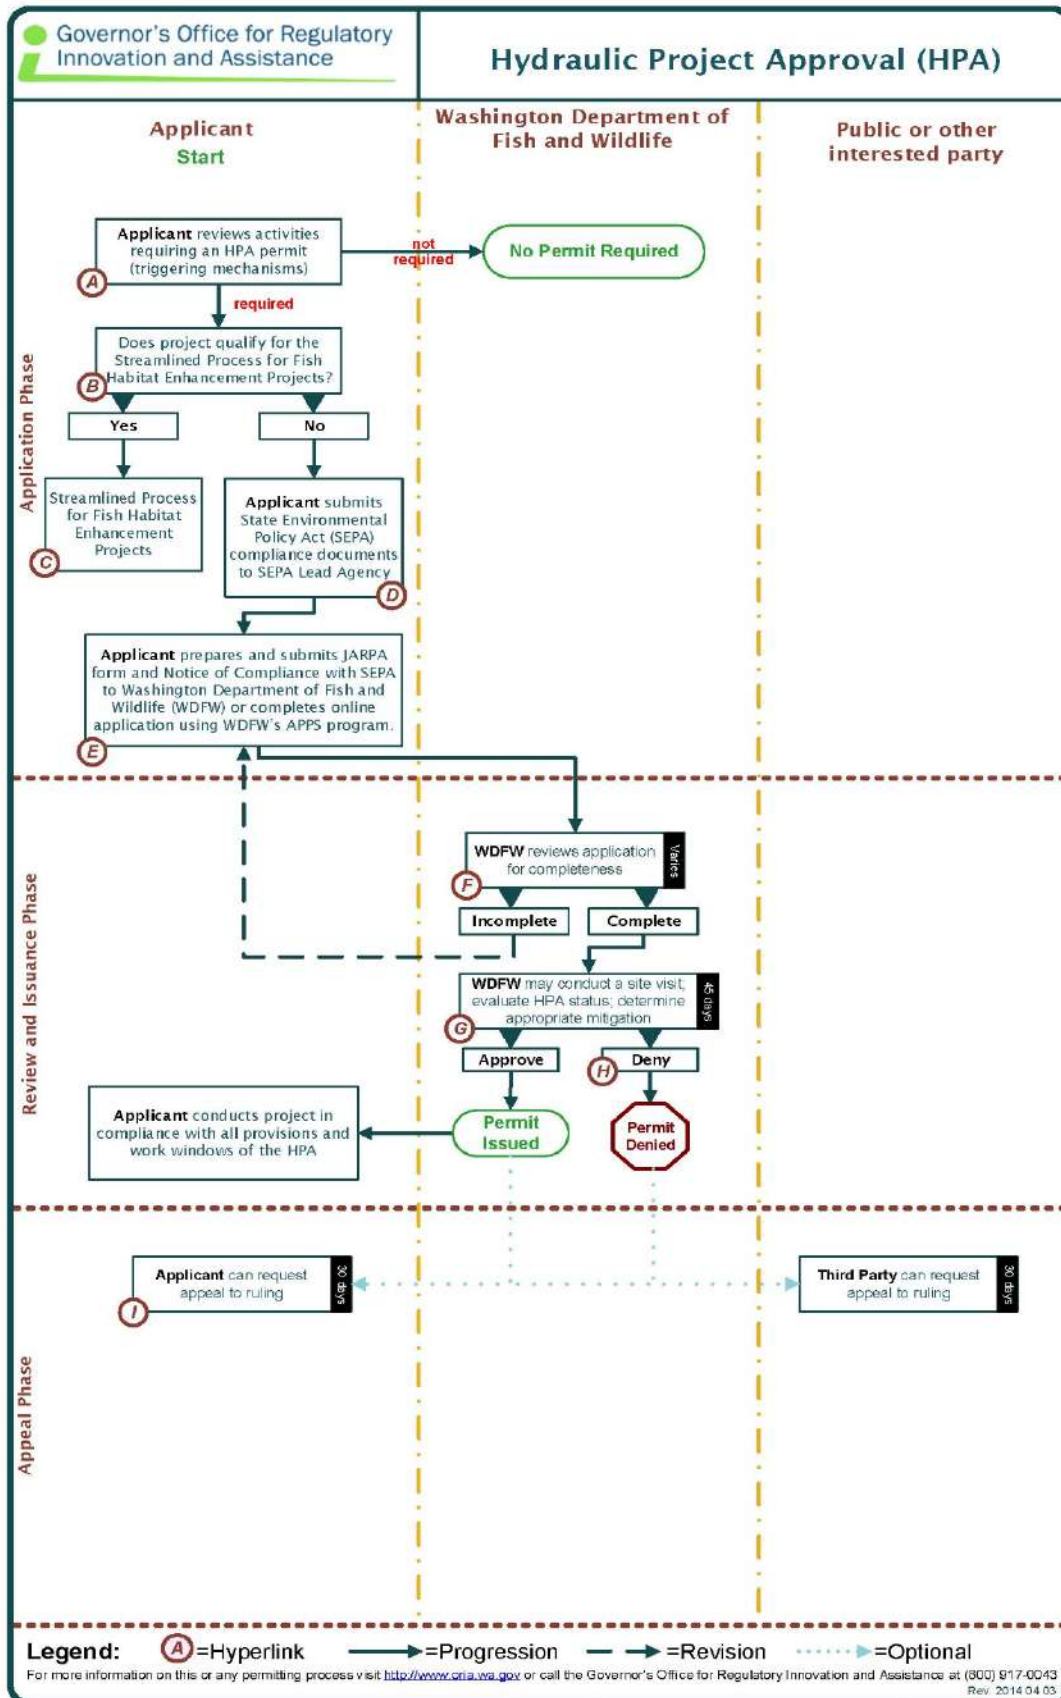 Governor's Office for Regulatory
Innovation and Assistance
Hydraulic Project Approval (HPA)
Applicant
Start
Washington Department of
Fish and Wildlife
Public or other
interested party
Application Phase
Applicant reviews activities
requiring an HPA permit
(triggering mechanisms)
A
not
required
No Permit Required
required
Does project qualify for the
Streamlined Process for Fish
Habitat Enhancement Projects?
B
Yes
No
Streamlined Process
for Fish Habitat
Enhancement
Projects
C
Applicant submits
State Environmental
Policy Act (SEPA)
compliance documents
to SEPA Lead Agency
D
Applicant prepares and submits JARPA
form and Notice of Compliance with SEPA
to Washington Department of Fish and
Wildlife (WDFW) or completes online
application using WDFW's APPS program.
E
Review and Issuance Phase
WDFW reviews application
for completeness
Varies
F
Incomplete
Complete
WDFW may conduct a site visit;
evaluate HPA status; determine
appropriate mitigation
45 days
G
Approve
H
Deny
Permit
Issued
Permit
Denied
Applicant conducts project in
compliance with all provisions and
work windows of the HPA
Appeal Phase
Applicant can request
appeal to ruling
30 days
I
Third Party can request
appeal to ruling
30 days
Legend: A =Hyperlink =Progression =Revision =Optional
For more information on this or any permitting process visit http://www.oria.wa.gov or call the Governor's Office for Regulatory Innovation and Assistance at (800) 917-0043
Rev. 2014 04 03